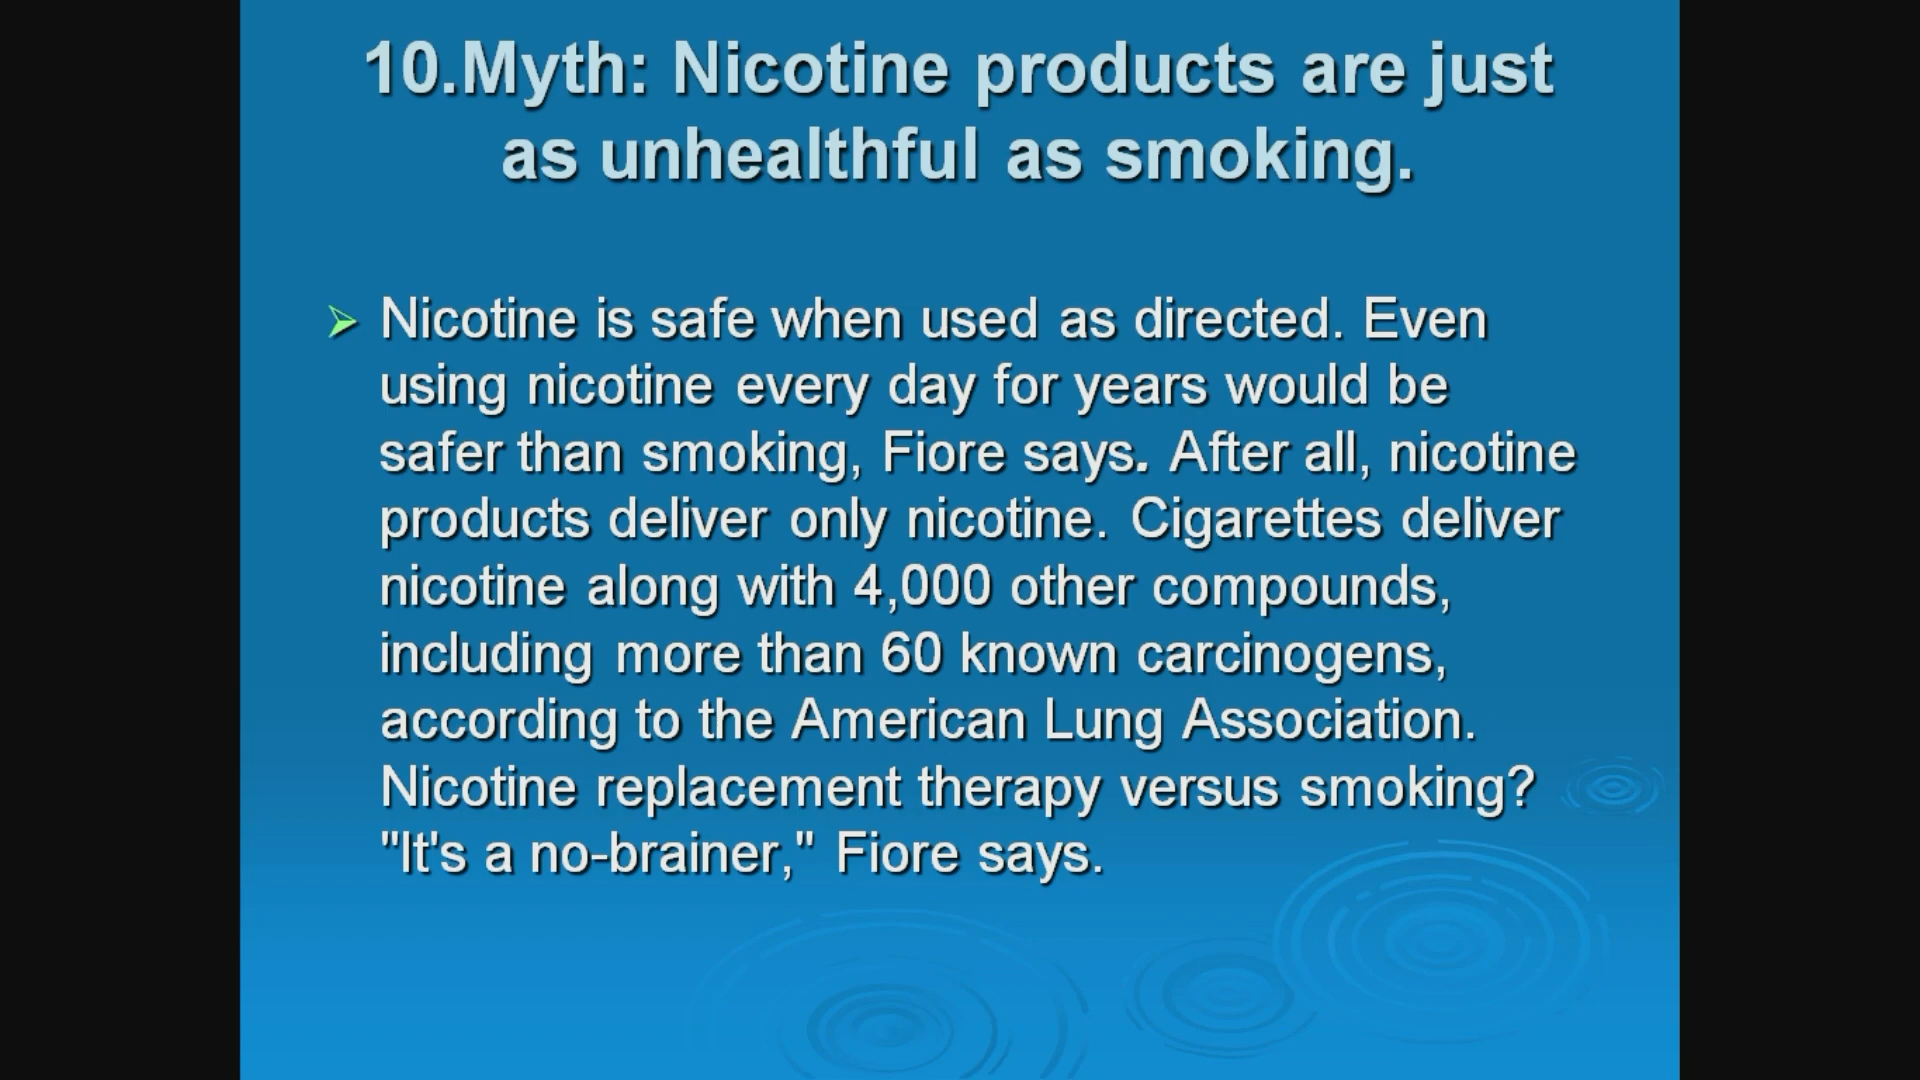 10.Myth: Nicotine products are just
as unhealthful as smoking.
Nicotine is safe when used as directed. Even
using nicotine every day for years would be
safer than smoking, Fiore says. After all, nicotine
products deliver only nicotine. Cigarettes deliver
nicotine along with 4,000 other compounds,
including more than 60 known carcinogens,
according to the American Lung Association.
Nicotine replacement therapy versus smoking?
"It's a no-brainer," Fiore says.